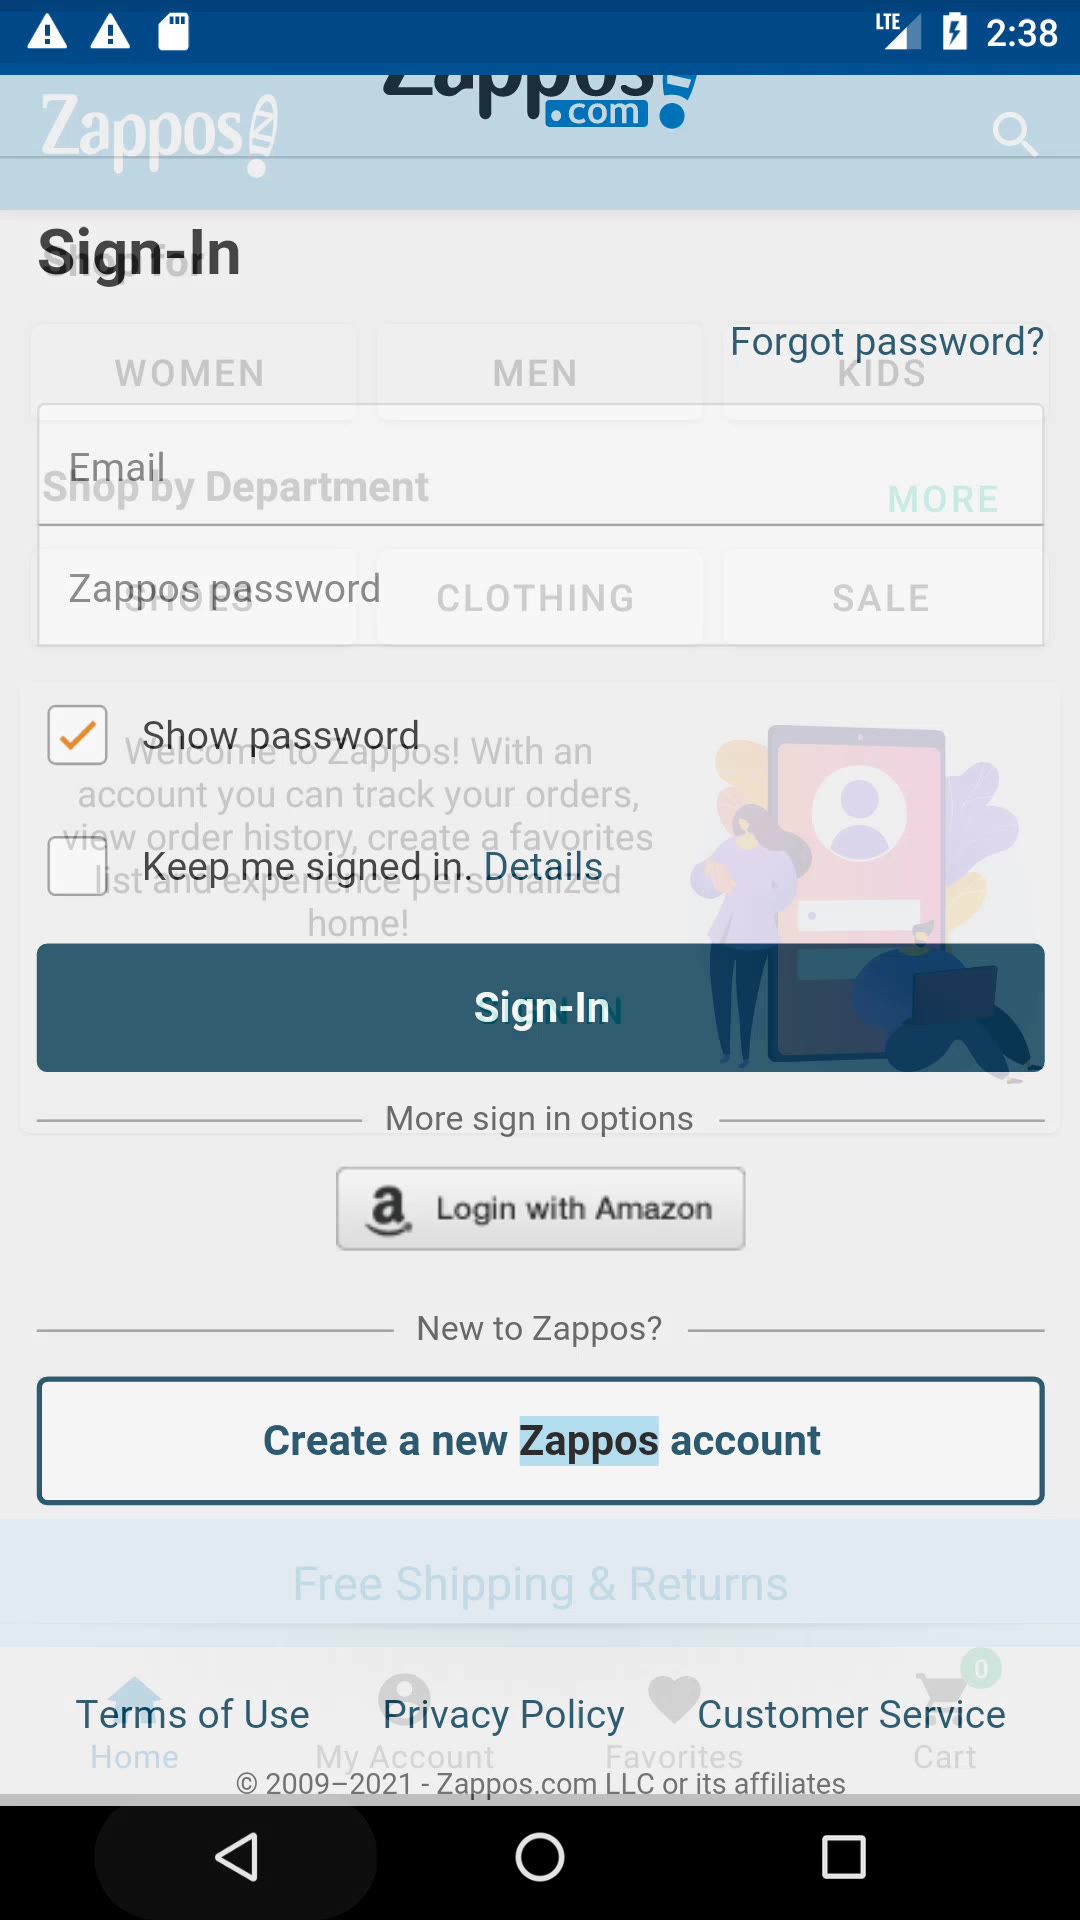 LTE 2:38
Zappos
.com
Zappos
Sign-In
Shop for
Forgot password?
WOMEN MEN KIDS
Email
Shop by Department MORE
Zappos password
SHOES CLOTHING SALE
Show password
Welcome to Zappos! With an
account you can track your orders,
view order history, create a favorites
Keep me signed in. Details
list and experience personalized
home!
Sign-In
More sign in options
a Login with Amazon
New to Zappos?
Create a new Zappos account
Free Shipping & Returns
0
Terms of Use Privacy Policy Customer Service
Home My Account Favorites Cart
© 2009–2021 - Zappos.com LLC or its affiliates